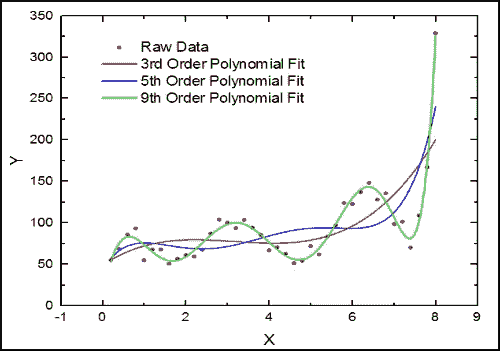 350
300
250
200
150
100
50
0
Y
Raw Data
3rd Order Polynomial Fit
5th Order Polynomial Fit
9th Order Polynomial Fit
-1 0 1 2 3 4 5 6 7 8 9
X